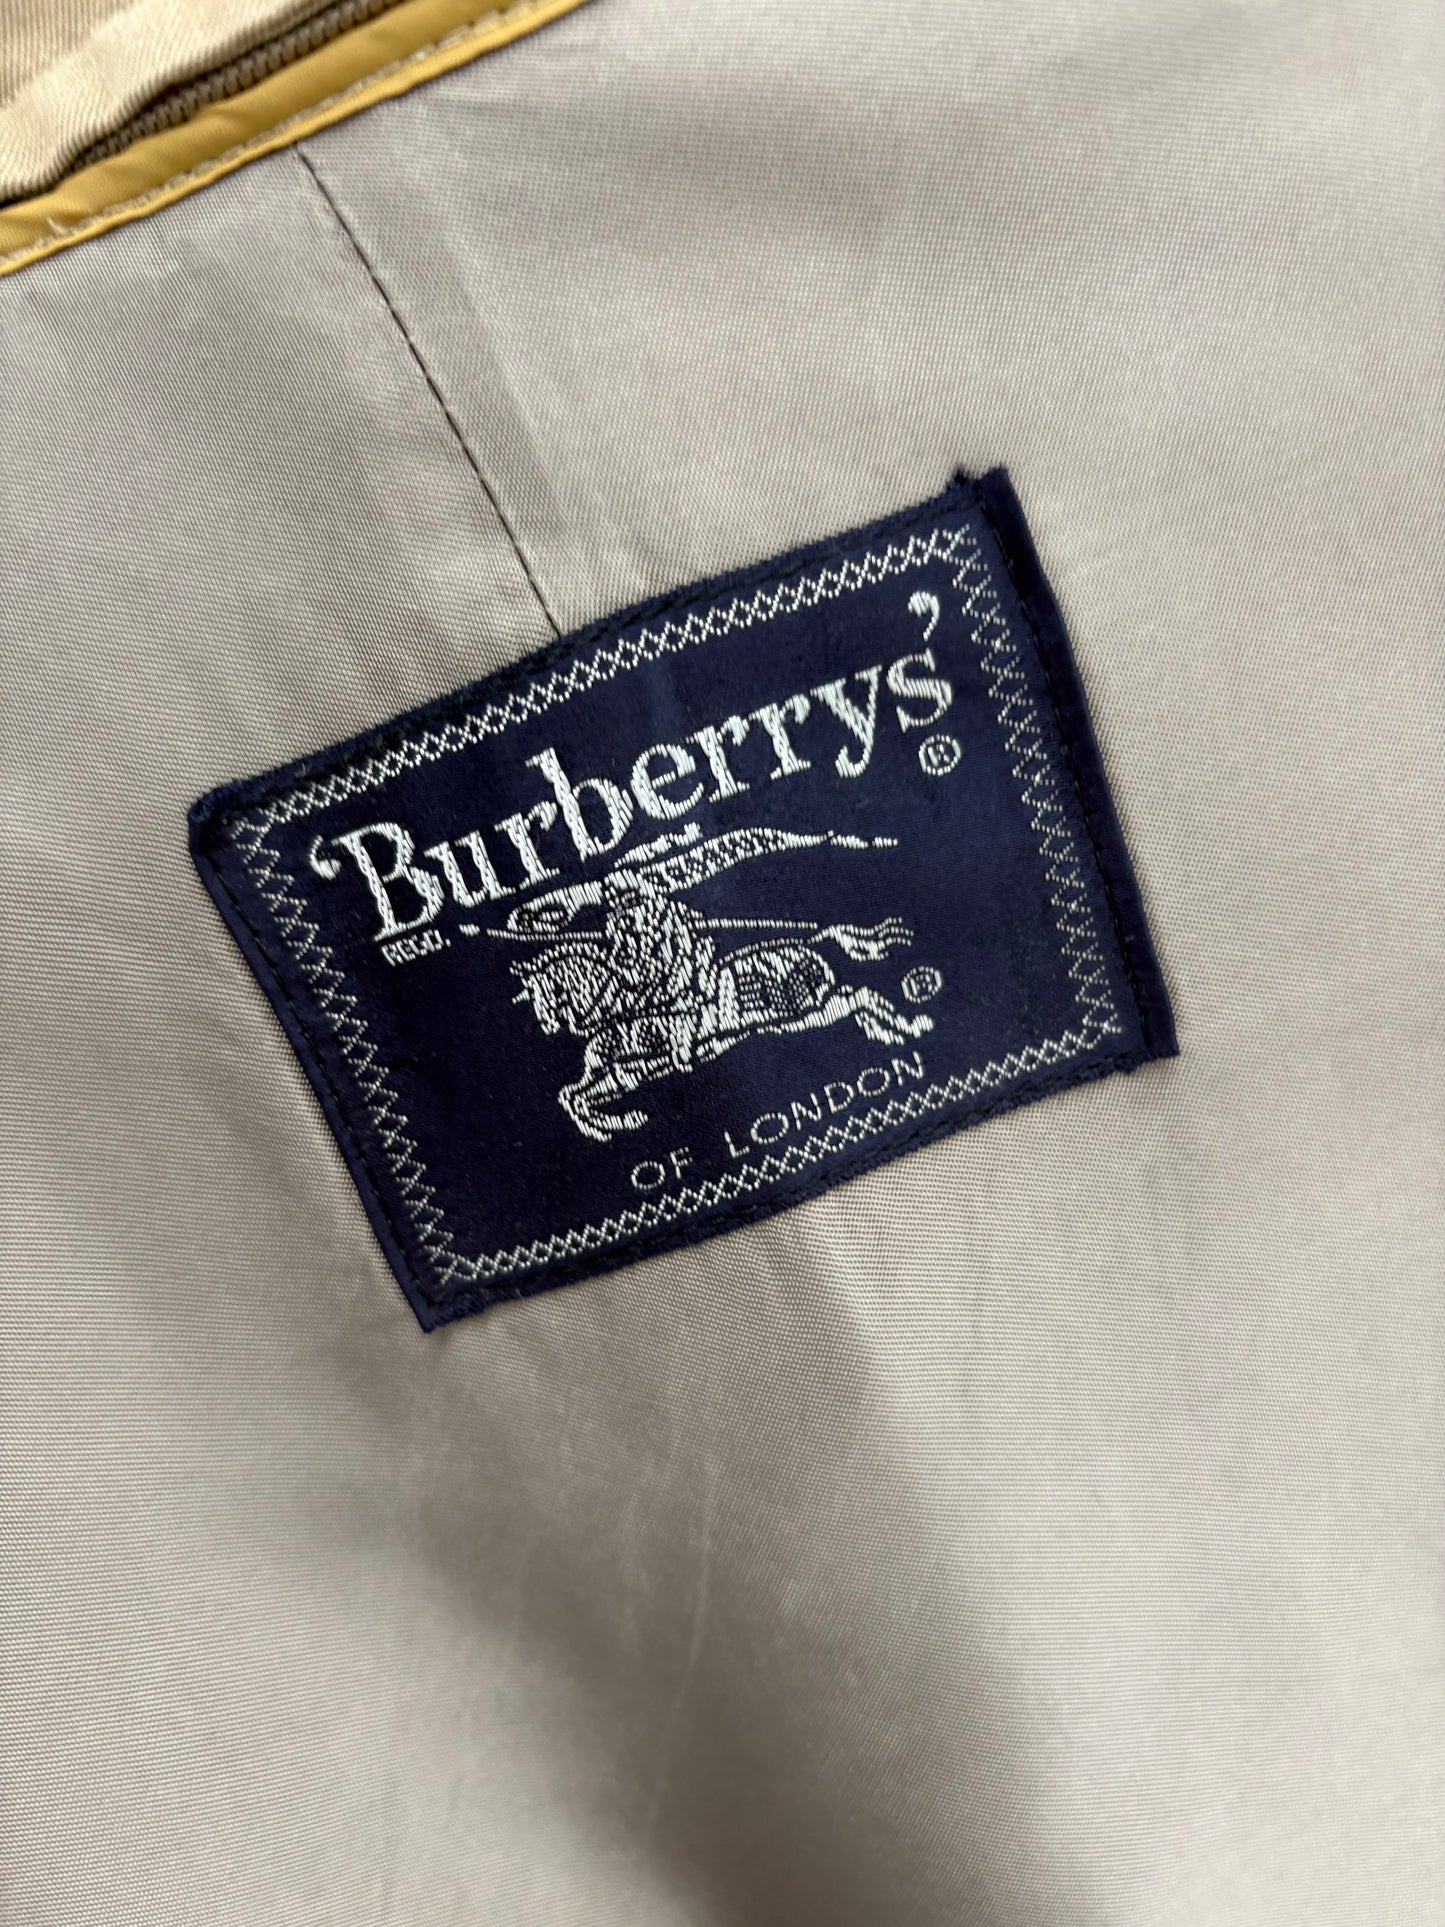 'Burberrys'®
REGD.
®
OF LONDON